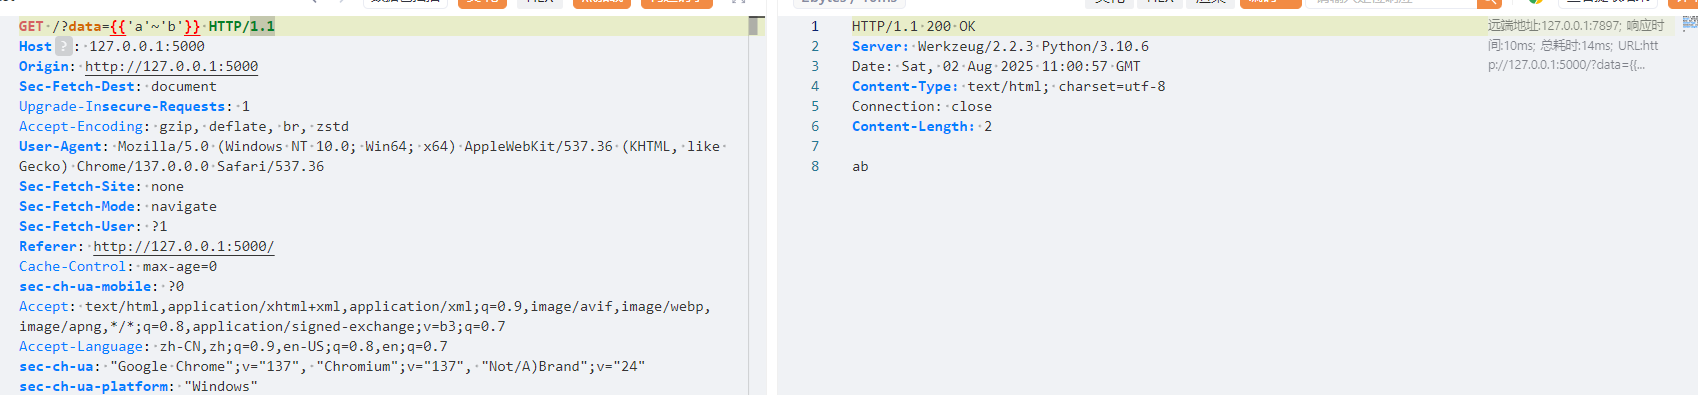 GET /?data={{'a'~'b'}} HTTP/1.1
Host ? : 127.0.0.1:5000
Origin: http://127.0.0.1:5000
Sec-Fetch-Dest: document
Upgrade-Insecure-Requests: 1
Accept-Encoding: gzip, deflate, br, zstd
User-Agent: Mozilla/5.0 (Windows NT 10.0; Win64; x64) AppleWebKit/537.36 (KHTML, like
Gecko) Chrome/137.0.0.0 Safari/537.36
Sec-Fetch-Site: none
Sec-Fetch-Mode: navigate
Sec-Fetch-User: ?1
Referer: http://127.0.0.1:5000/
Cache-Control: max-age=0
sec-ch-ua-mobile: ?0
Accept: text/html,application/xhtml+xml,application/xml;q=0.9,image/avif,image/webp,
image/apng,*/*;q=0.8,application/signed-exchange;v=b3;q=0.7
Accept-Language: zh-CN,zh;q=0.9,en-US;q=0.8,en;q=0.7
sec-ch-ua: "Google Chrome";v="137", "Chromium";v="137", "Not/A)Brand";v="24"
sec-ch-ua-platform: "Windows"
1 HTTP/1.1 200 OK
2 Server: Werkzeug/2.2.3 Python/3.10.6
3 Date: Sat, 02 Aug 2025 11:00:57 GMT
4 Content-Type: text/html; charset=utf-8
5 Connection: close
6 Content-Length: 2
7
8 ab
远端地址:127.0.0.1:7897; 响应时
间:10ms; 总耗时:14ms; URL:htt
p://127.0.0.1:5000/?data={{...